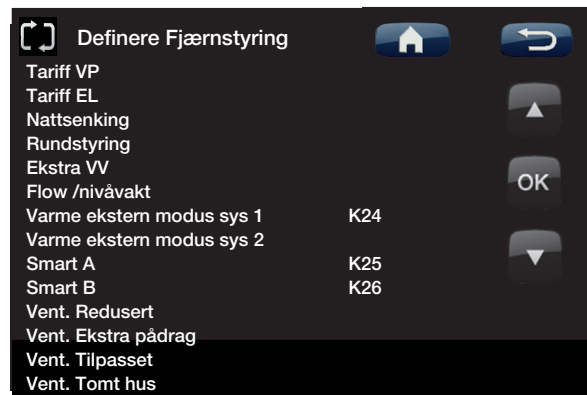 Definere Fjærnstyring
Tariff VP
Tariff EL
Nattsenking
Rundstyring
Ekstra VV
Flow /nivåvakt
OK
Varme ekstern modus sys 1 K24
Varme ekstern modus sys 2
Smart A K25
Smart B K26
Vent. Redusert
Vent. Ekstra pådrag
Vent. Tilpasset
Vent. Tomt hus